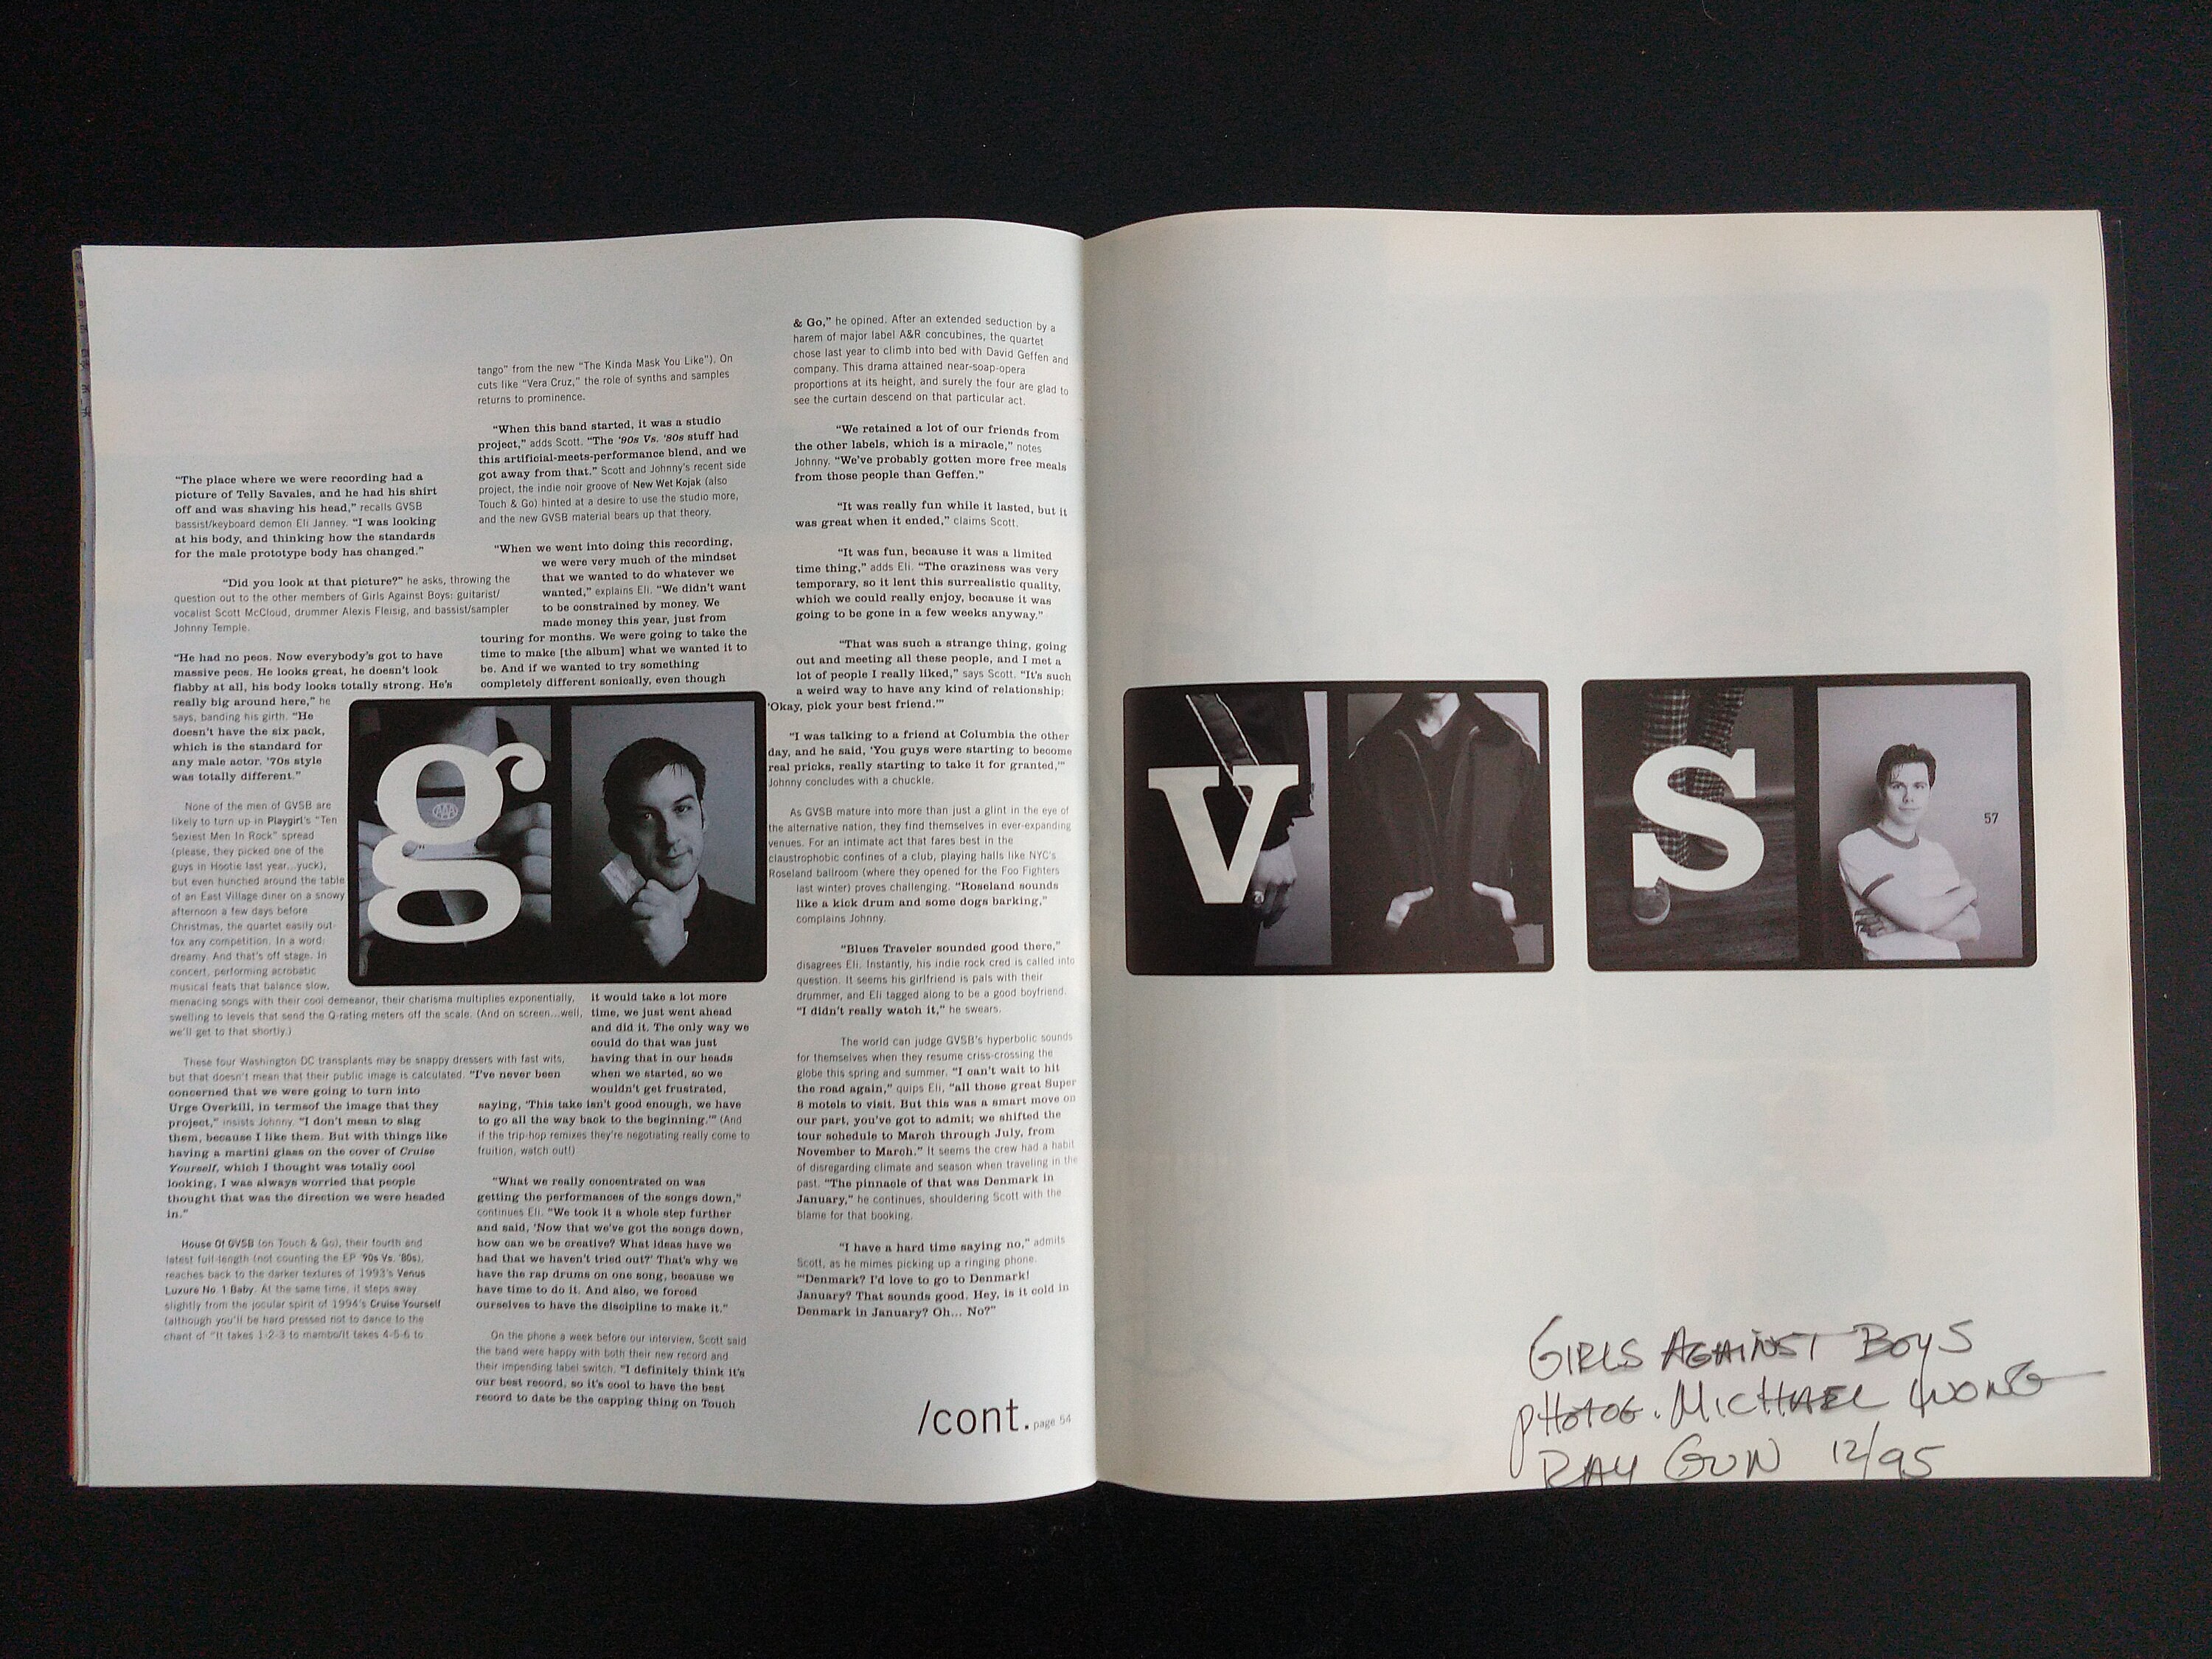 “The place where we were recording had a
picture of Telly Savales, and he had his shirt
off and was shaving his head,” recalls GVSB
bassist/keyboard demon Eli Janney. “I was looking
at his body, and thinking how the standards
for the male prototype body has changed.”
“Did you look at that picture?” he asks, throwing the
question out to the other members of Girls Against Boys: guitarist/
vocalist Scott McCloud, drummer Alexis Fleisig, and bassist/sampler
Johnny Temple.
“He had no pecs. Now everybody’s got to have
massive pecs. He looks great, he doesn’t look
flabby at all, his body looks totally strong. He’s
really big around here,” he
says, banding his girth. “He
doesn’t have the six pack,
which is the standard for
any male actor. ’70s style
was totally different.”
None of the men of GVSB are
likely to turn up in Playgirl’s “Ten
Sexiest Men In Rock” spread
(please, they picked one of the
guys in Hootie last year...yuck),
but even hunched around the table
of an East Village diner on a snowy
afternoon a few days before
Christmas, the quartet easily out-
fox any competition. In a word:
dreamy. And that’s off stage. In
concert, performing acrobatic
musical feats that balance slow,
menacing songs with their cool demeanor, their charisma multiplies exponentially,
swelling to levels that send the Q-rating meters off the scale. (And on screen...well,
we’ll get to that shortly.)
These four Washington DC transplants may be snappy dressers with fast wits,
but that doesn’t mean that their public image is calculated. “I’ve never been
concerned that we were going to turn into
Urge Overkill, in termsof the image that they
project,” insists Johnny. “I don’t mean to slag
them, because I like them. But with things like
having a martini glass on the cover of Cruise
Yourself, which I thought was totally cool
looking, I was always worried that people
thought that was the direction we were headed
in.”
House Of GVSB (on Touch & Go), their fourth and
latest full-length (not counting the EP ’90s Vs. ’80s),
reaches back to the darker textures of 1993’s Venus
Luxure No. 1 Baby. At the same time, it steps away
slightly from the jocular spirit of 1994’s Cruise Yourself
(although you’ll be hard pressed not to dance to the
chant of “It takes 1-2-3 to mambo/It takes 4-5-6 to
tango” from the new “The Kinda Mask You Like”). On
cuts like “Vera Cruz,” the role of synths and samples
returns to prominence.
“When this band started, it was a studio
project,” adds Scott. “The ’90s Vs. ’80s stuff had
this artificial-meets-performance blend, and we
got away from that.” Scott and Johnny’s recent side
project, the indie noir groove of New Wet Kojak (also
Touch & Go) hinted at a desire to use the studio more,
and the new GVSB material bears up that theory.
“When we went into doing this recording,
we were very much of the mindset
that we wanted to do whatever we
wanted,” explains Eli. “We didn’t want
to be constrained by money. We
made money this year, just from
touring for months. We were going to take the
time to make [the album] what we wanted it to
be. And if we wanted to try something
completely different sonically, even though
it would take a lot more
time, we just went ahead
and did it. The only way we
could do that was just
having that in our heads
when we started, so we
wouldn’t get frustrated,
saying, ‘This take isn’t good enough, we have
to go all the way back to the beginning.’” (And
if the trip-hop remixes they’re negotiating really come to
fruition, watch out!)
“What we really concentrated on was
getting the performances of the songs down,”
continues Eli. “We took it a whole step further
and said, ‘Now that we’ve got the songs down,
how can we be creative? What ideas have we
had that we haven’t tried out?’ That’s why we
have the rap drums on one song, because we
have time to do it. And also, we forced
ourselves to have the discipline to make it.”
On the phone a week before our interview, Scott said
the band were happy with both their new record and
their impending label switch. “I definitely think it’s
our best record, so it’s cool to have the best
record to date be the capping thing on Touch
& Go,” he opined. After an extended seduction by a
harem of major label A&R concubines, the quartet
chose last year to climb into bed with David Geffen and
company. This drama attained near-soap-opera
proportions at its height, and surely the four are glad to
see the curtain descend on that particular act.
“We retained a lot of our friends from
the other labels, which is a miracle,” notes
Johnny. “We’ve probably gotten more free meals
from those people than Geffen.”
“It was really fun while it lasted, but it
was great when it ended,” claims Scott.
“It was fun, because it was a limited
time thing,” adds Eli. “The craziness was very
temporary, so it lent this surrealistic quality,
which we could really enjoy, because it was
going to be gone in a few weeks anyway.”
“That was such a strange thing, going
out and meeting all these people, and I met a
lot of people I really liked,” says Scott. “It’s such
a weird way to have any kind of relationship:
‘Okay, pick your best friend.’”
“I was talking to a friend at Columbia the other
day, and he said, ‘You guys were starting to become
real pricks, really starting to take it for granted,’”
Johnny concludes with a chuckle.
As GVSB mature into more than just a glint in the eye of
the alternative nation, they find themselves in ever-expanding
venues. For an intimate act that fares best in the
claustrophobic confines of a club, playing halls like NYC’s
Roseland ballroom (where they opened for the Foo Fighters
last winter) proves challenging. “Roseland sounds
like a kick drum and some dogs barking,”
complains Johnny.
“Blues Traveler sounded good there,”
disagrees Eli. Instantly, his indie rock cred is called into
question. It seems his girlfriend is pals with their
drummer, and Eli tagged along to be a good boyfriend.
“I didn’t really watch it,” he swears.
The world can judge GVSB’s hyperbolic sounds
for themselves when they resume criss-crossing the
globe this spring and summer. “I can’t wait to hit
the road again,” quips Eli, “all those great Super
8 motels to visit. But this was a smart move on
our part, you’ve got to admit; we shifted the
tour schedule to March through July, from
November to March.” It seems the crew had a habit
of disregarding climate and season when traveling in the
past. “The pinnacle of that was Denmark in
January,” he continues, shouldering Scott with the
blame for that booking.
“I have a hard time saying no,” admits
Scott, as he mimes picking up a ringing phone.
“‘Denmark? I’d love to go to Denmark!
January? That sounds good. Hey, is it cold in
Denmark in January? Oh... No?”
/cont. page 54
g
AAA
v
s
57
GIRLS AGAINST BOYS
PHOTOG. MICHAEL WONG
RAY GUN 12/95